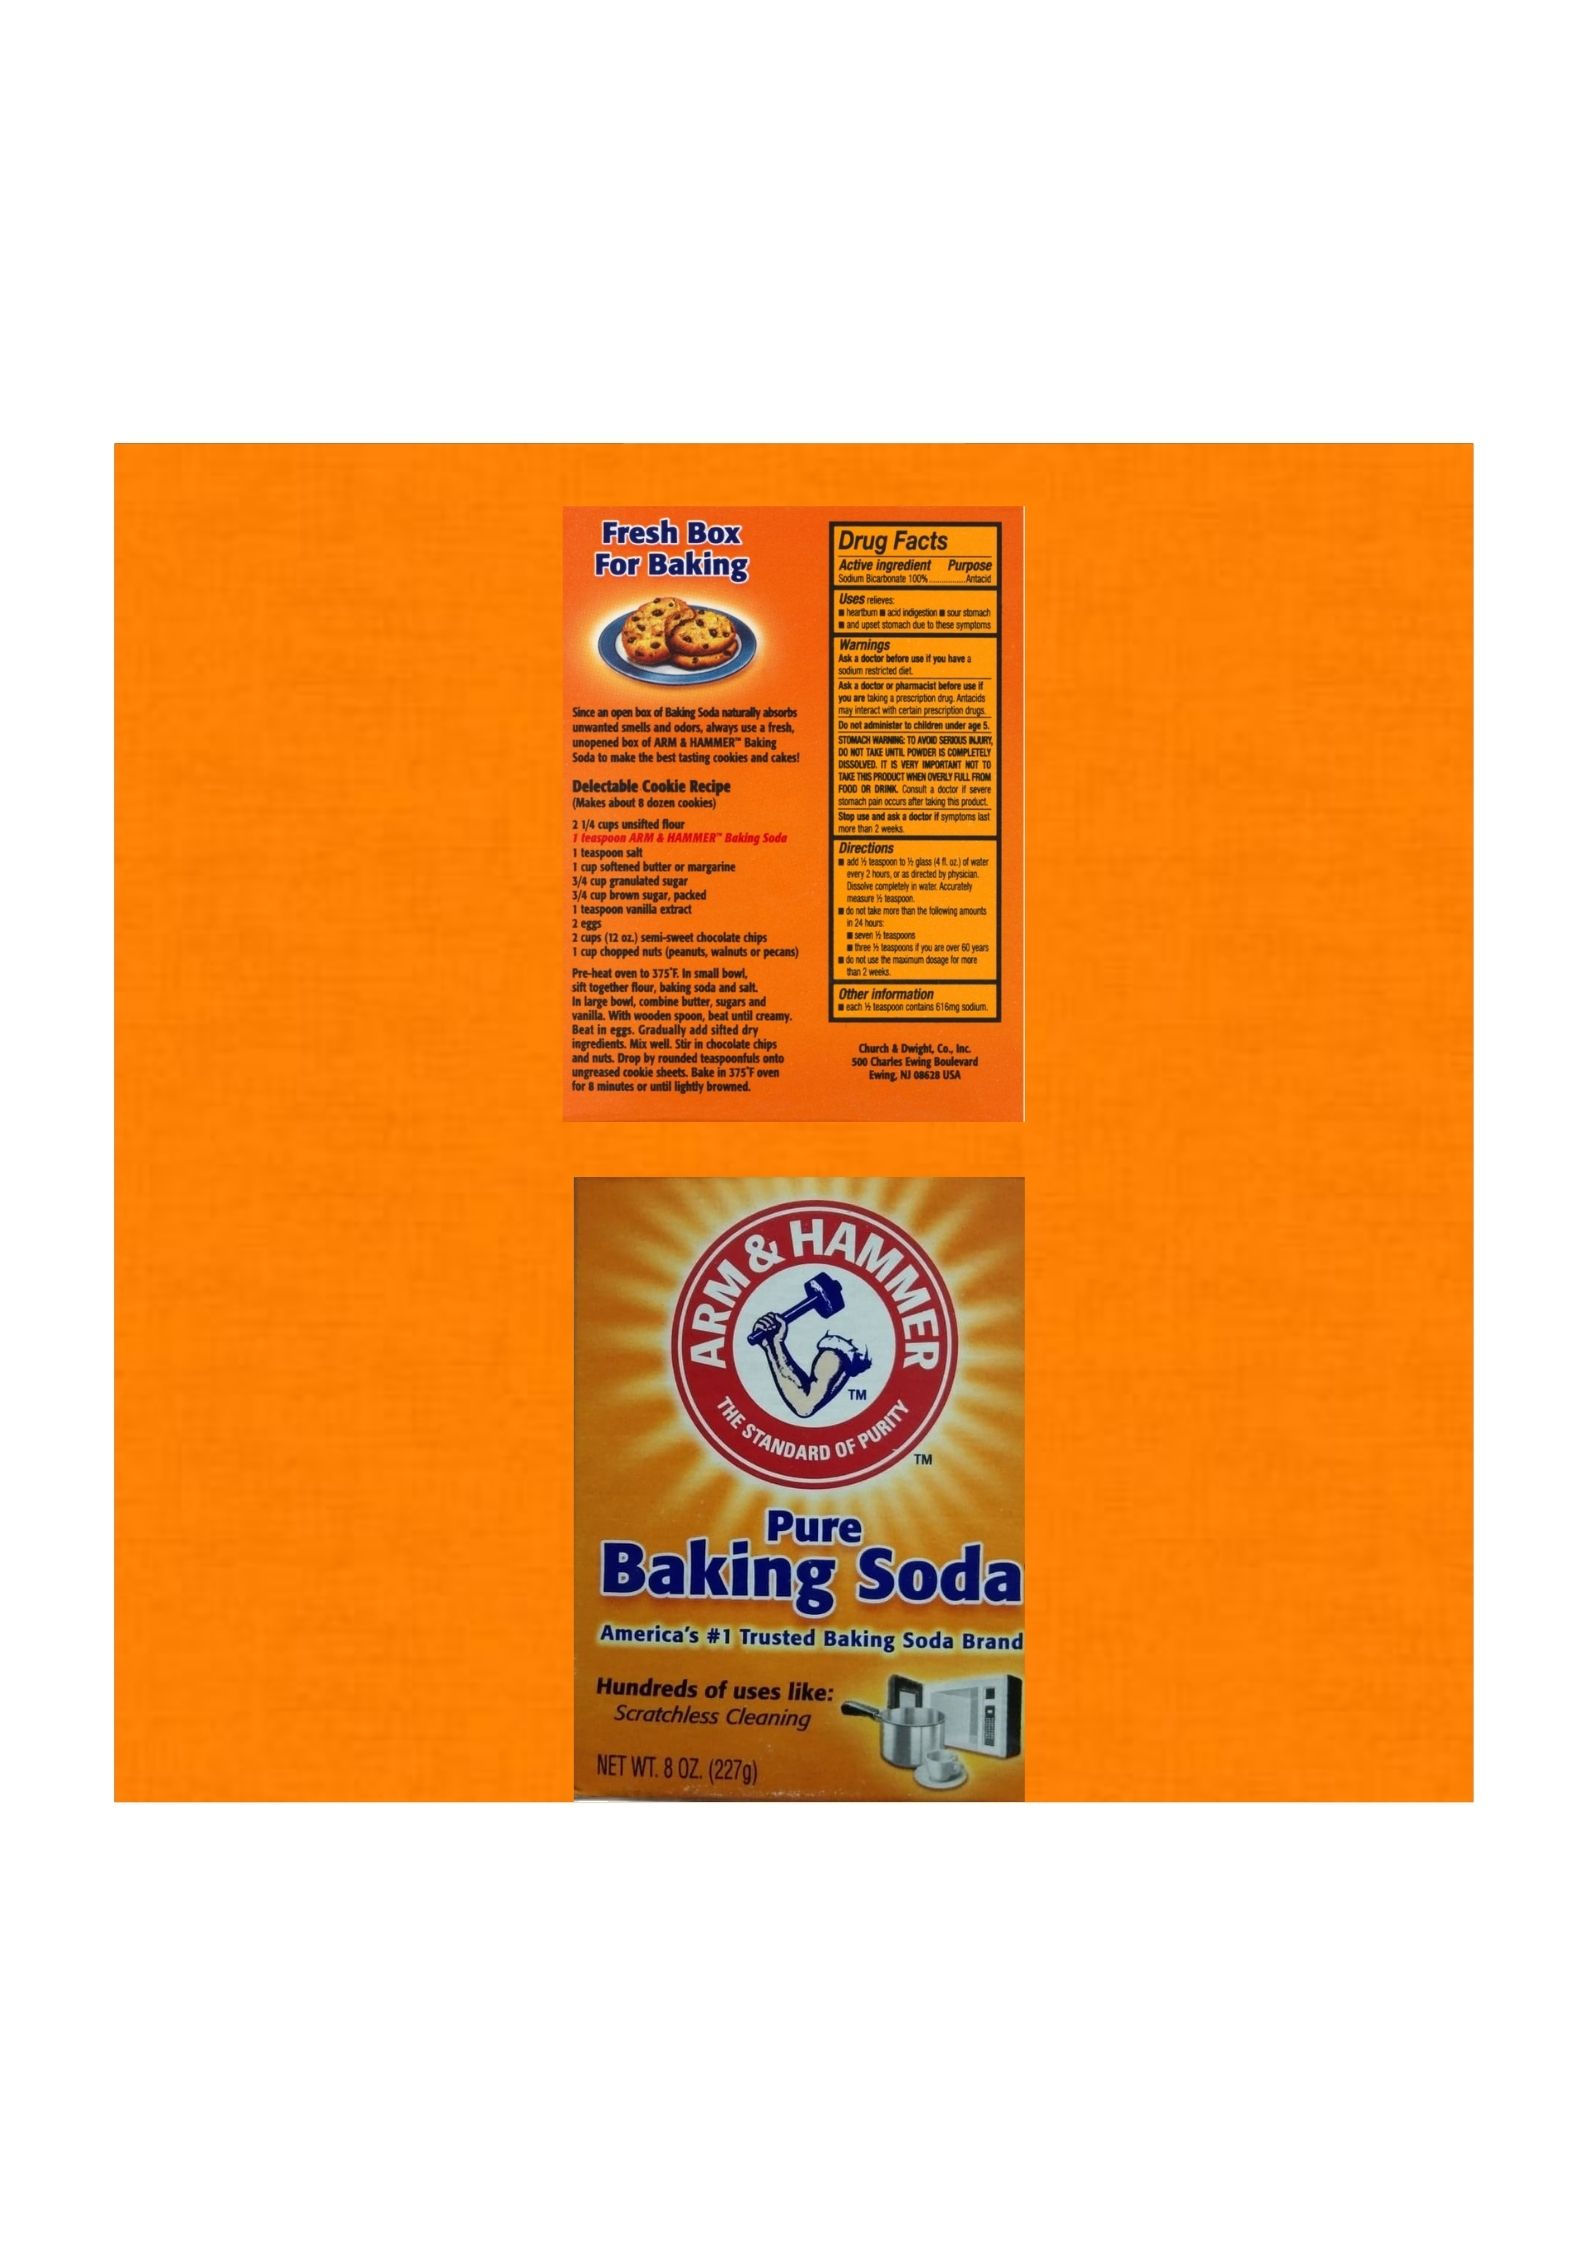 Fresh Box
For Baking
Since an open box of Baking Soda naturally absorbs
unwanted smells and odors, always use a fresh,
unopened box of ARM & HAMMER™ Baking
Soda to make the best tasting cookies and cakes!
Delectable Cookie Recipe
(Makes about 8 dozen cookies)
2 1/4 cups unsifted flour
1 teaspoon ARM & HAMMER™ Baking Soda
1 teaspoon salt
1 cup softened butter or margarine
3/4 cup granulated sugar
3/4 cup brown sugar, packed
1 teaspoon vanilla extract
2 eggs
2 cups (12 oz.) semi-sweet chocolate chips
1 cup chopped nuts (peanuts, walnuts or pecans)
Pre-heat oven to 375°F. In small bowl,
sift together flour, baking soda and salt.
In large bowl, combine butter, sugars and
vanilla. With wooden spoon, beat until creamy.
Beat in eggs. Gradually add sifted dry
ingredients. Mix well. Stir in chocolate chips
and nuts. Drop by rounded teaspoonfuls onto
ungreased cookie sheets. Bake in 375°F oven
for 8 minutes or until lightly browned.
Drug Facts
Active ingredient Purpose
Sodium Bicarbonate 100%................Antacid
Uses relieves:
■ heartburn ■ acid indigestion ■ sour stomach
■ and upset stomach due to these symptoms
Warnings
Ask a doctor before use if you have a
sodium restricted diet.
Ask a doctor or pharmacist before use if
you are taking a prescription drug. Antacids
may interact with certain prescription drugs.
Do not administer to children under age 5.
STOMACH WARNING: TO AVOID SERIOUS INJURY,
DO NOT TAKE UNTIL POWDER IS COMPLETELY
DISSOLVED. IT IS VERY IMPORTANT NOT TO
TAKE THIS PRODUCT WHEN OVERLY FULL FROM
FOOD OR DRINK. Consult a doctor if severe
stomach pain occurs after taking this product.
Stop use and ask a doctor if symptoms last
more than 2 weeks.
Directions
■ add ½ teaspoon to ½ glass (4 fl. oz.) of water
every 2 hours, or as directed by physician.
Dissolve completely in water. Accurately
measure ½ teaspoon.
■ do not take more than the following amounts
in 24 hours:
■ seven ½ teaspoons
■ three ½ teaspoons if you are over 60 years
■ do not use the maximum dosage for more
than 2 weeks.
Other information
■ each ½ teaspoon contains 616mg sodium.
Church & Dwight, Co., Inc.
500 Charles Ewing Boulevard
Ewing, NJ 08628 USA
ARM & HAMMER
TM
THE STANDARD OF PURITY
TM
Pure
Baking Soda
America's #1 Trusted Baking Soda Brand
Hundreds of uses like:
Scratchless Cleaning
NET WT. 8 OZ. (227g)